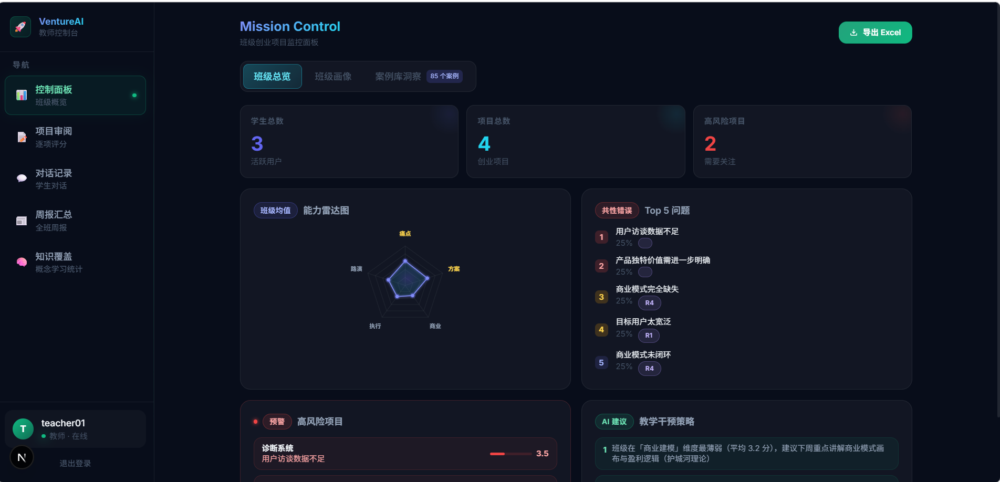 VentureAI
教师控制台
导航
控制面板
班级概览
项目审阅
逐项评分
对话记录
学生对话
周报汇总
全班周报
知识覆盖
概念学习统计
T
teacher01
教师 · 在线
N
退出登录
Mission Control
班级创业项目监控面板
导出 Excel
班级总览
班级画像
案例库洞察 85 个案例
学生总数
3
活跃用户
项目总数
4
创业项目
高风险项目
2
需要关注
班级均值 能力雷达图
痛点
方案
商业
执行
路演
共性错误 Top 5 问题
1 用户访谈数据不足
25%
2 产品独特价值需进一步明确
25%
3 商业模式完全缺失
25% R4
4 目标用户太宽泛
25% R1
5 商业模式未闭环
25% R4
预警 高风险项目
诊断系统
用户访谈数据不足
3.5
AI 建议 教学干预策略
1 班级在「商业建模」维度最薄弱（平均 3.2 分），建议下周重点讲解商业模式画
布与盈利逻辑（护城河理论）